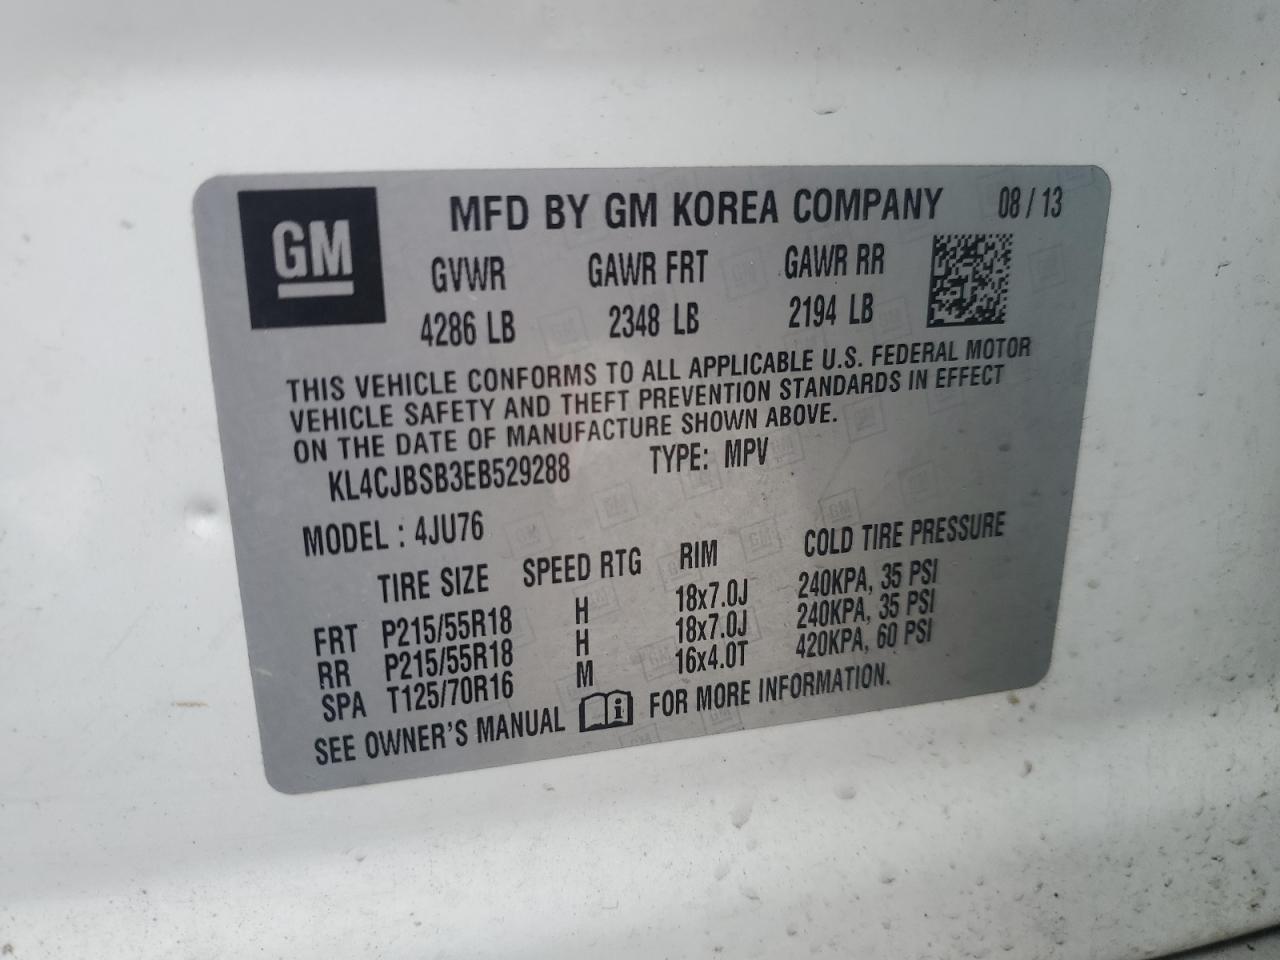 GM
MFD BY GM KOREA COMPANY 08 / 13
GVWR GAWR FRT GAWR RR
4286 LB 2348 LB 2194 LB
THIS VEHICLE CONFORMS TO ALL APPLICABLE U.S. FEDERAL MOTOR
VEHICLE SAFETY AND THEFT PREVENTION STANDARDS IN EFFECT
ON THE DATE OF MANUFACTURE SHOWN ABOVE.
KL4CJBSB3EB529288 TYPE: MPV
MODEL : 4JU76
TIRE SIZE SPEED RTG RIM COLD TIRE PRESSURE
FRT P215/55R18 H 18x7.0J 240KPA, 35 PSI
RR P215/55R18 H 18x7.0J 240KPA, 35 PSI
SPA T125/70R16 M 16x4.0T 420KPA, 60 PSI
SEE OWNER'S MANUAL i FOR MORE INFORMATION.